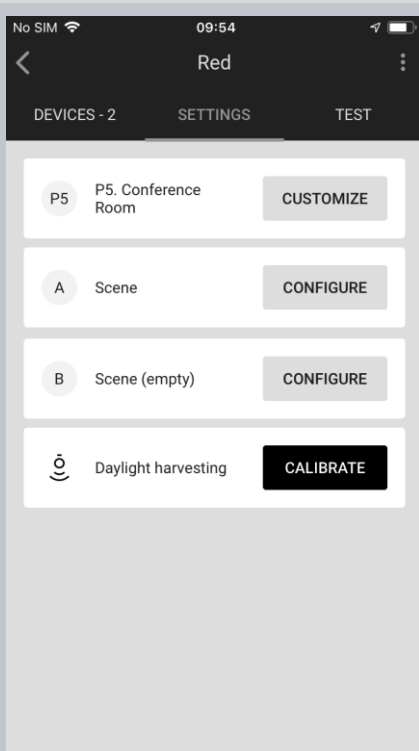 No SIM 09:54
Red
DEVICES - 2 SETTINGS TEST
P5 P5. Conference Room CUSTOMIZE
A Scene CONFIGURE
B Scene (empty) CONFIGURE
Daylight harvesting CALIBRATE